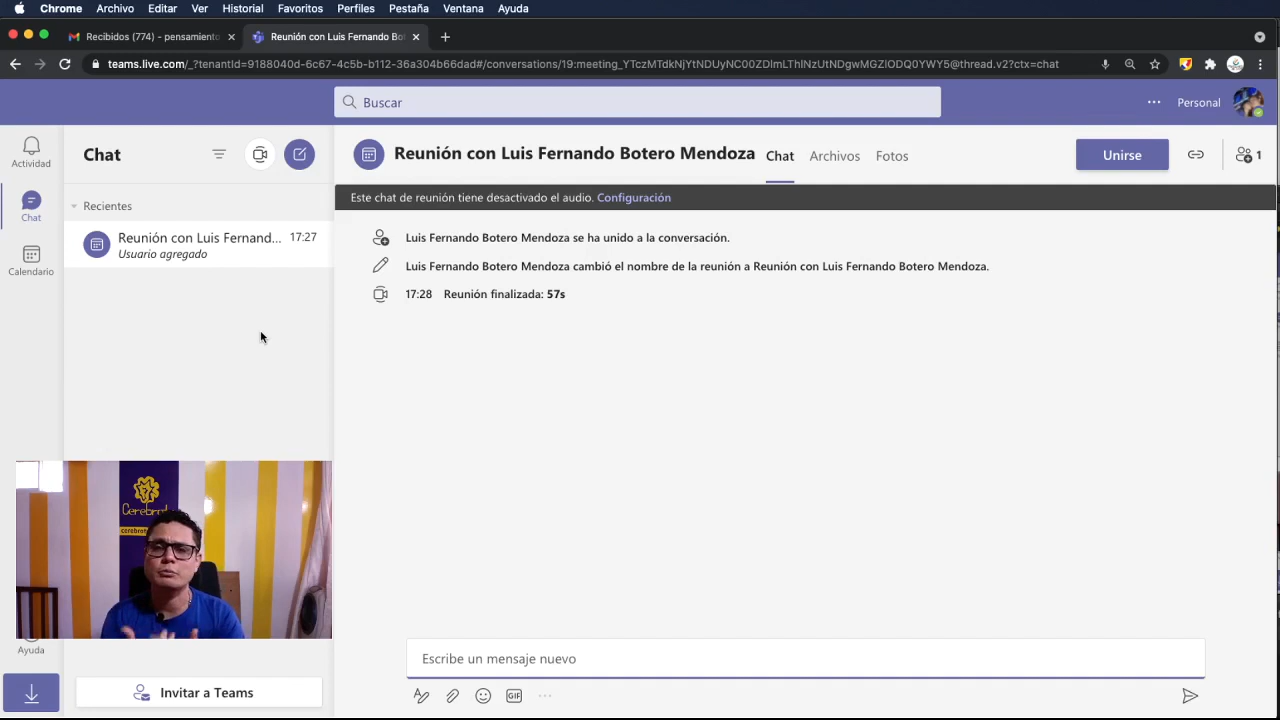 Chrome Archivo Editar Ver Historial Favoritos Perfiles Pestaña Ventana Ayuda
Recibidos (774) - pensamiento
Reunión con Luis Fernando Bo
teams.live.com/_?tenantId=9188040d-6c67-4c5b-b112-36a304b66dad#/conversations/19:meeting_YTczMTdkNjYtNDUyNC00ZDlmLThlNzUtNDgwMGZlODQ0YWY5@thread.v2?ctx=chat
Buscar
Personal
Actividad
Chat
Calendario
Ayuda
Chat
Recientes
Reunión con Luis Fernand... 17:27
Usuario agregado
Invitar a Teams
Reunión con Luis Fernando Botero Mendoza Chat Archivos Fotos Unirse 1
Este chat de reunión tiene desactivado el audio. Configuración
Luis Fernando Botero Mendoza se ha unido a la conversación.
Luis Fernando Botero Mendoza cambió el nombre de la reunión a Reunión con Luis Fernando Botero Mendoza.
17:28 Reunión finalizada: 57s
Escribe un mensaje nuevo
GIF